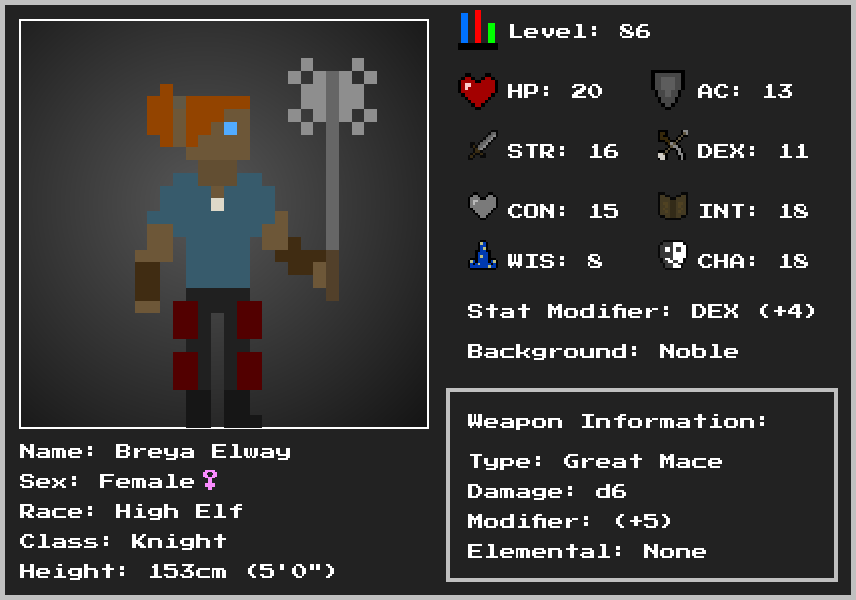 Level: 86
HP: 20 AC: 13
STR: 16 DEX: 11
CON: 15 INT: 18
WIS: 8 CHA: 18
Stat Modifier: DEX (+4)
Background: Noble
Weapon Information:
Type: Great Mace
Damage: d6
Modifier: (+5)
Elemental: None
Name: Breya Elway
Sex: Female♀
Race: High Elf
Class: Knight
Height: 153cm (5'0")